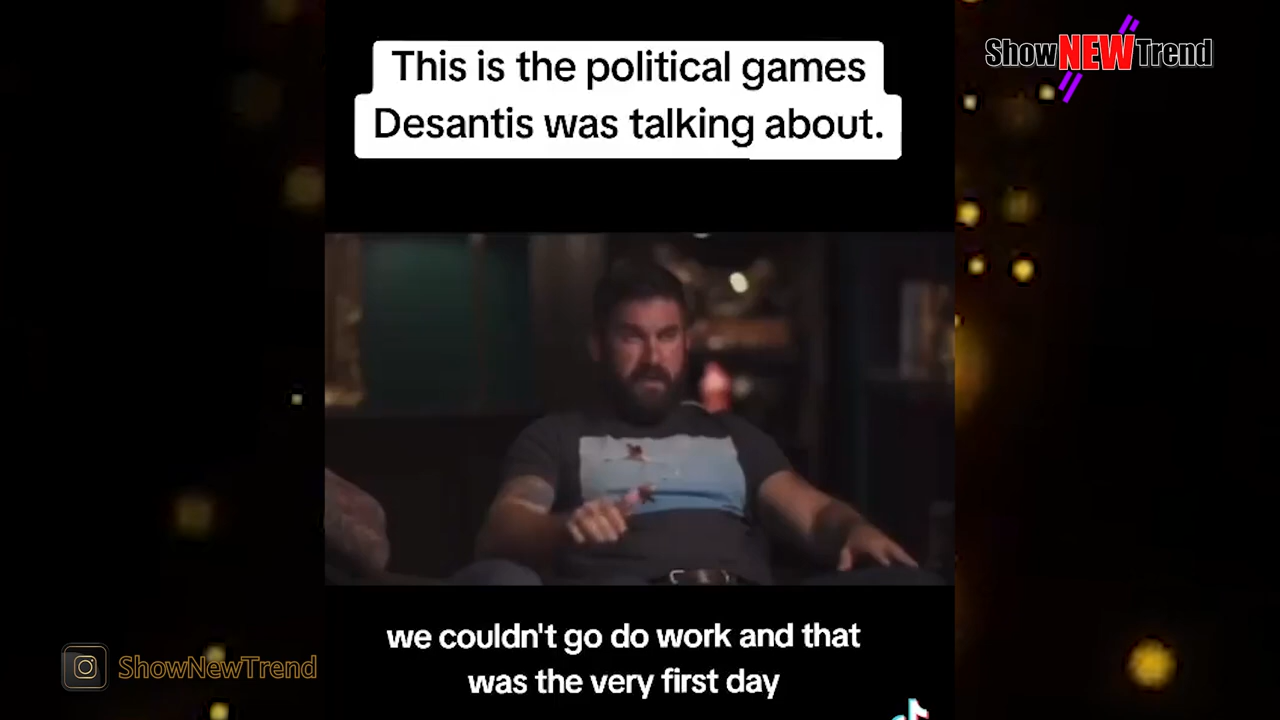 This is the political games
Desantis was talking about.
ShowNEWTrend
we couldn't go do work and that
was the very first day
ShowNewTrend